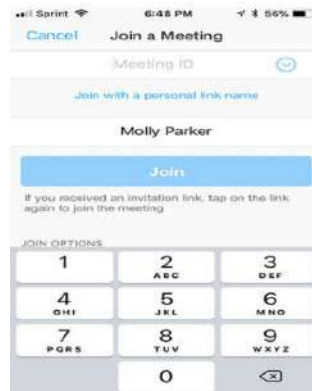 Sprint 6:48 PM 56%
Cancel Join a Meeting
Meeting ID
Join with a personal link name
Molly Parker
Join
If you received an invitation link, tap on the link
again to join the meeting
JOIN OPTIONS
1 2 3
ABC DEF
4 5 6
GHI JKL MNO
7 8 9
PQRS TUV WXYZ
0